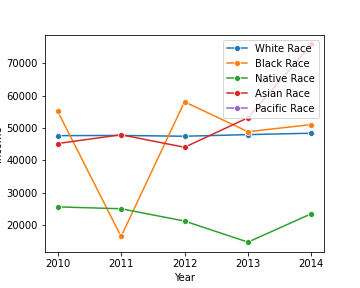 White Race
Black Race
Native Race
Asian Race
Pacific Race
70000
60000
50000
40000
30000
20000
2010
2011
2012
2013
2014
Year